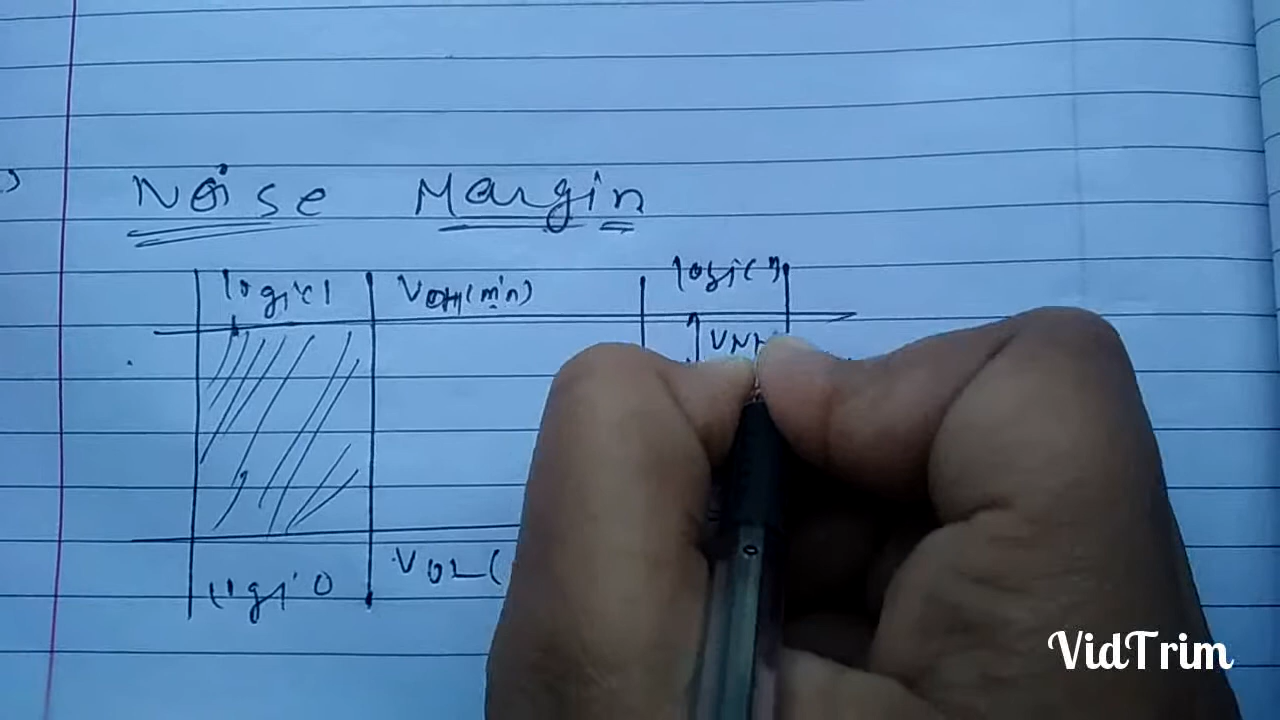 Noise Margin
logic 1 VOH(min) logic 1
VNH
VOL(
logic 0
VidTrim